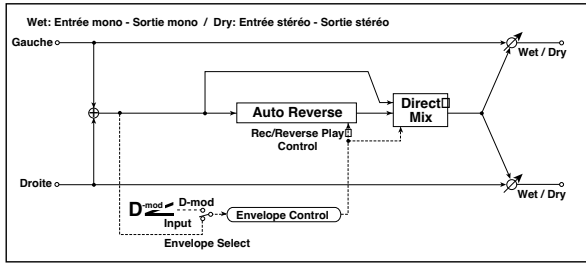 Wet: Entrée mono - Sortie mono / Dry: Entrée stéréo - Sortie stéréo
Gauche
Wet / Dry
Auto Reverse
Direct
Mix
Rec/Reverse Play
Control
Droite
Wet / Dry
D-mod
D-mod
Input
Envelope Control
Envelope Select